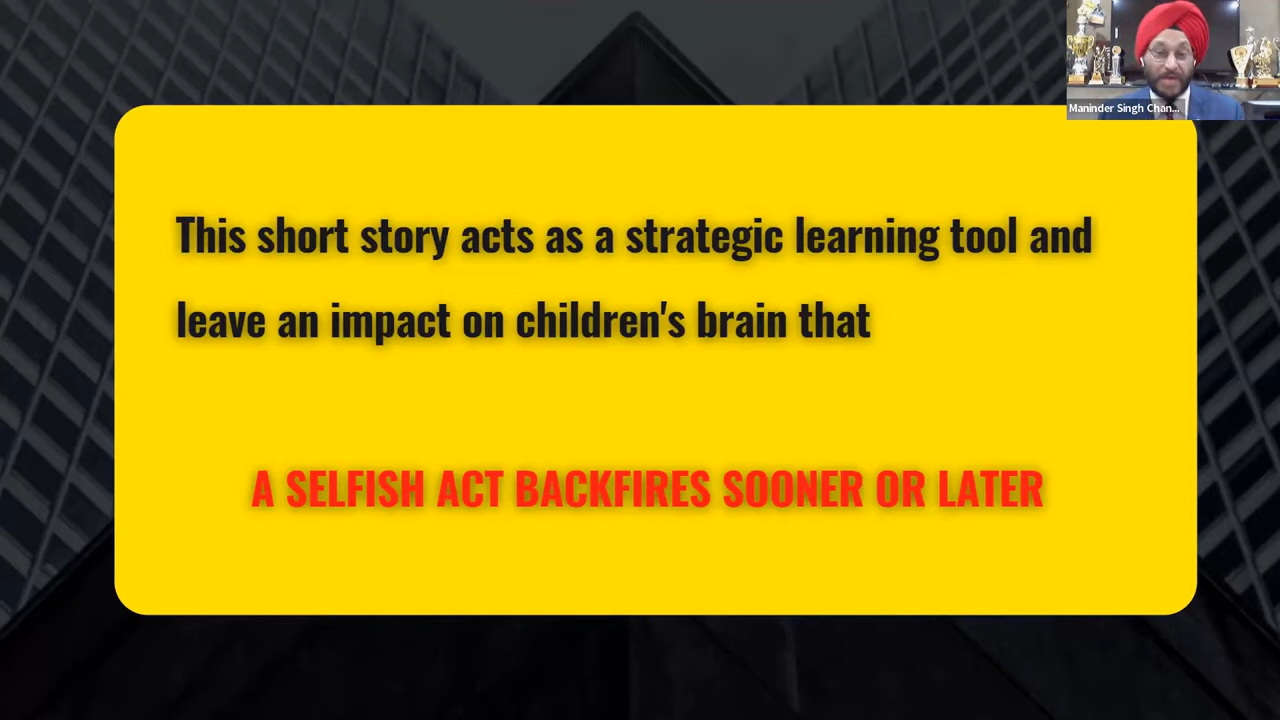 Maninder Singh Chan...
This short story acts as a strategic learning tool and
leave an impact on children's brain that
A SELFISH ACT BACKFIRES SOONER OR LATER